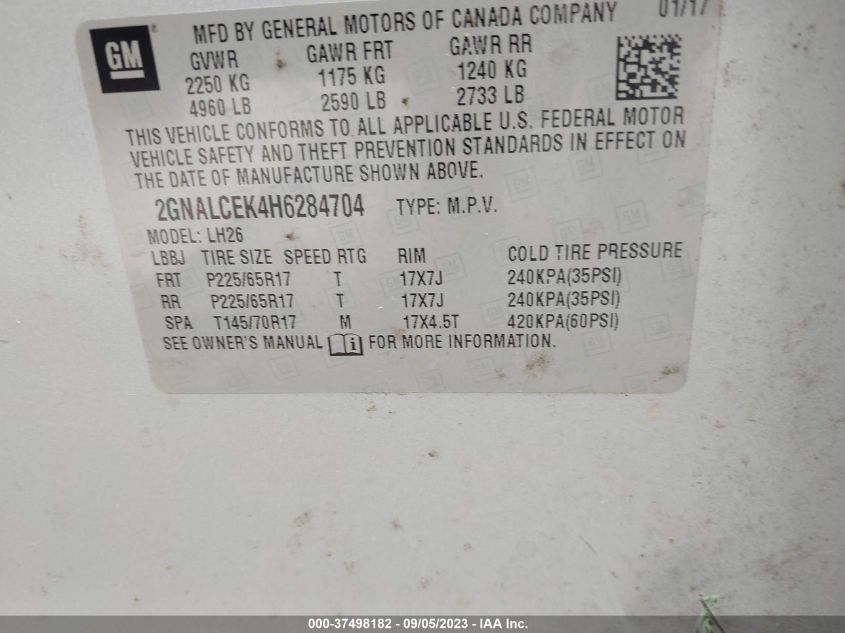 GM
MFD BY GENERAL MOTORS OF CANADA COMPANY 01/17
GVWR GAWR FRT GAWR RR
2250 KG 1175 KG 1240 KG
4960 LB 2590 LB 2733 LB
THIS VEHICLE CONFORMS TO ALL APPLICABLE U.S. FEDERAL MOTOR
VEHICLE SAFETY AND THEFT PREVENTION STANDARDS IN EFFECT ON
THE DATE OF MANUFACTURE SHOWN ABOVE.
2GNALCEK4H6284704 TYPE: M.P.V.
MODEL: LH26
LBBJ TIRE SIZE SPEED RTG RIM COLD TIRE PRESSURE
FRT P225/65R17 T 17X7J 240KPA(35PSI)
RR P225/65R17 T 17X7J 240KPA(35PSI)
SPA T145/70R17 M 17X4.5T 420KPA(60PSI)
SEE OWNER'S MANUAL i FOR MORE INFORMATION.
000-37498182 - 09/05/2023 - IAA Inc.